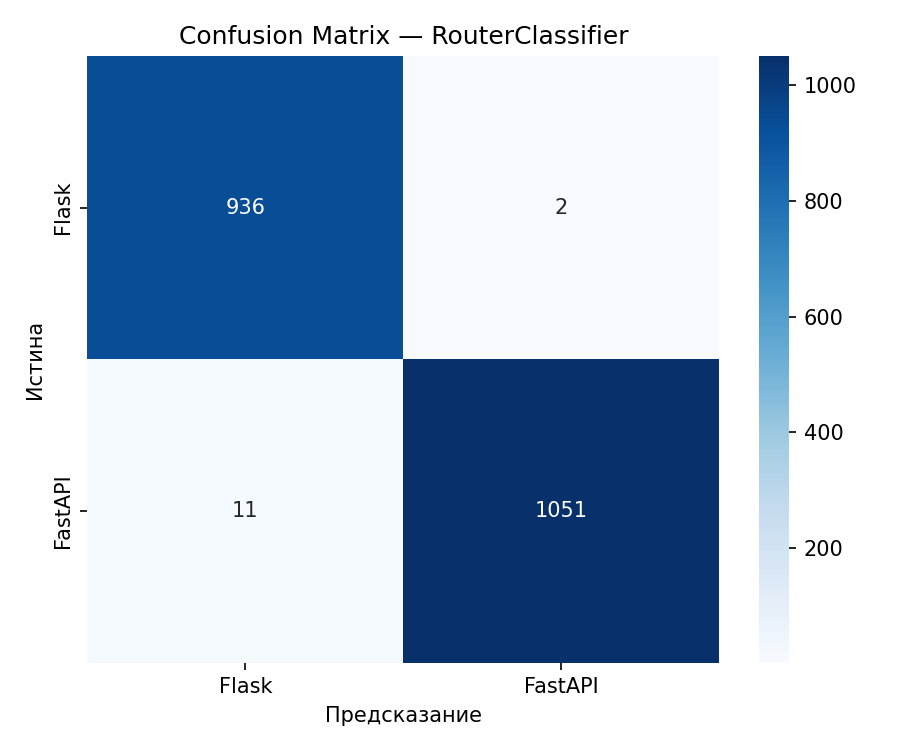 Confusion Matrix — RouterClassifier
Истина
Flask
936
2
FastAPI
11
1051
Flask
FastAPI
Предсказание
1000
800
600
400
200